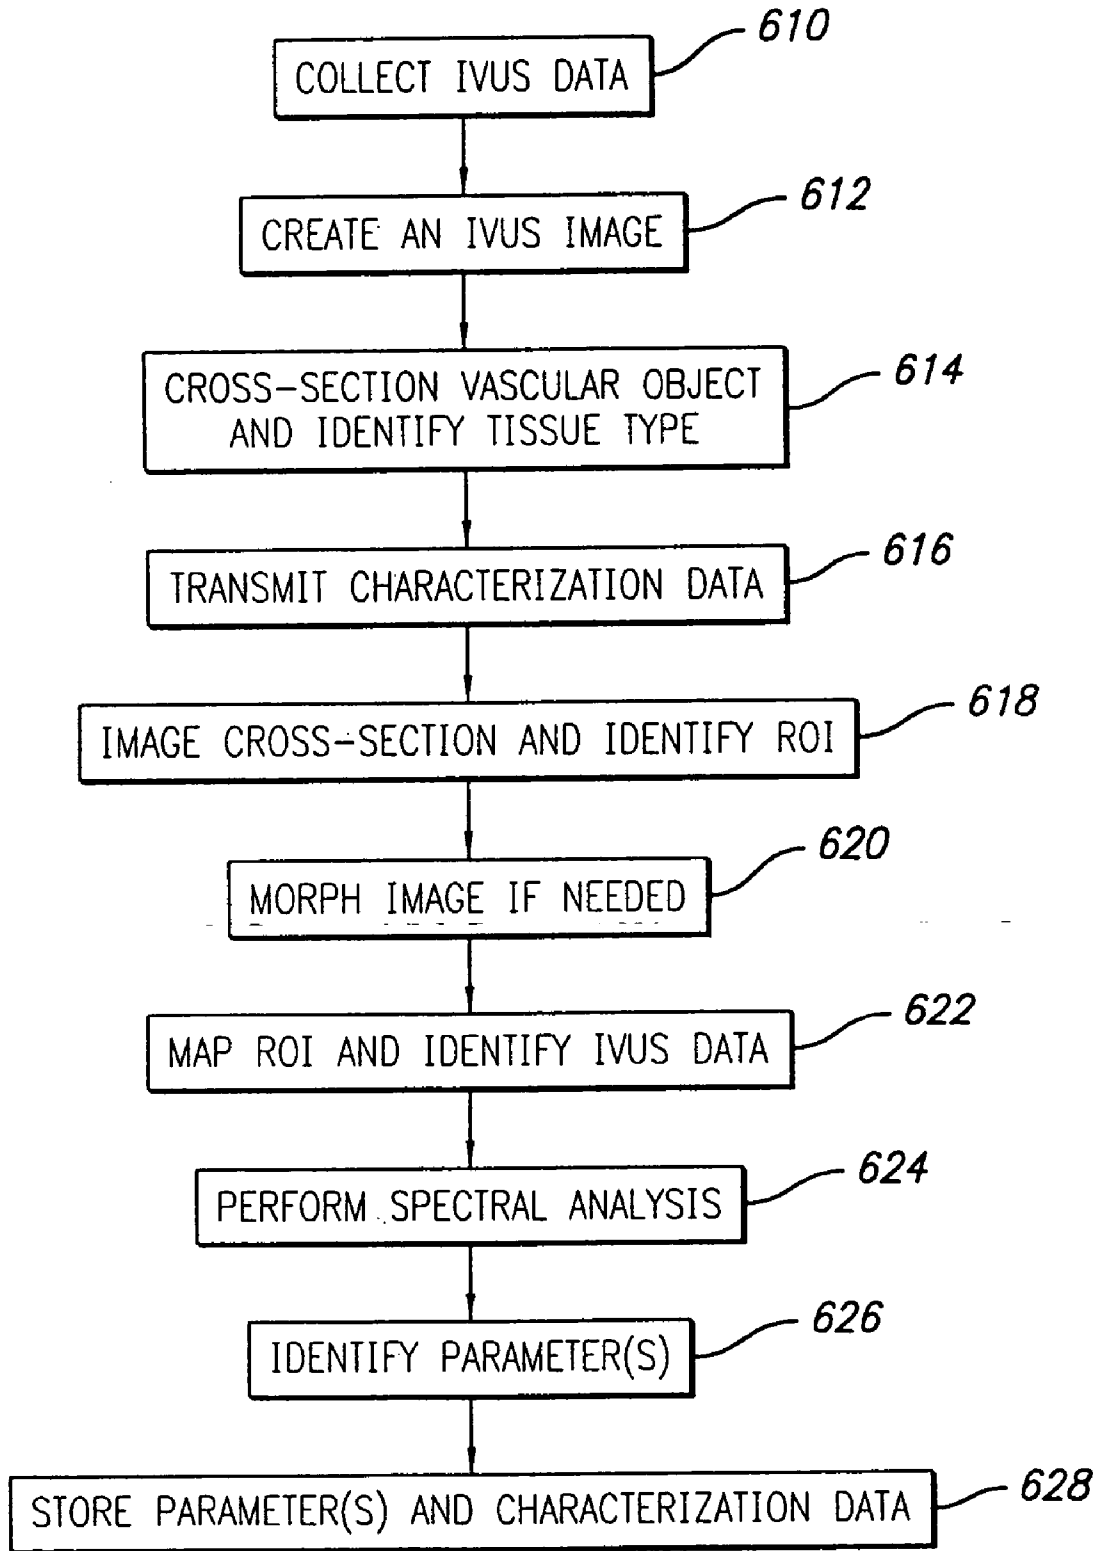 610
COLLECT IVUS DATA
612
CREATE AN IVUS IMAGE
614
CROSS-SECTION VASCULAR OBJECT
AND IDENTIFY TISSUE TYPE
616
TRANSMIT CHARACTERIZATION DATA
618
IMAGE CROSS-SECTION AND IDENTIFY ROI
620
MORPH IMAGE IF NEEDED
622
MAP ROI AND IDENTIFY IVUS DATA
624
PERFORM SPECTRAL ANALYSIS
626
IDENTIFY PARAMETER(S)
628
STORE PARAMETER(S) AND CHARACTERIZATION DATA